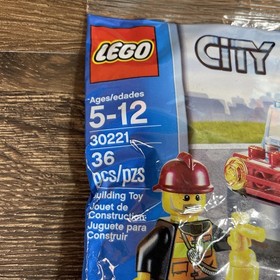 LEGO
CITY
Ages/edades
5-12
30221
36
pcs/pzs
Building Toy
Jouet de
Construction
Juguete para
Construir